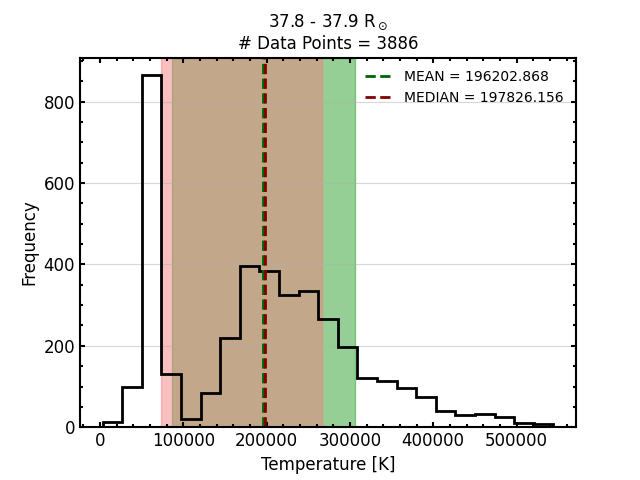 37.8 - 37.9 R⊙
# Data Points = 3886
MEAN = 196202.868
MEDIAN = 197826.156
Frequency
800
600
400
200
0
0 100000 200000 300000 400000 500000
Temperature [K]